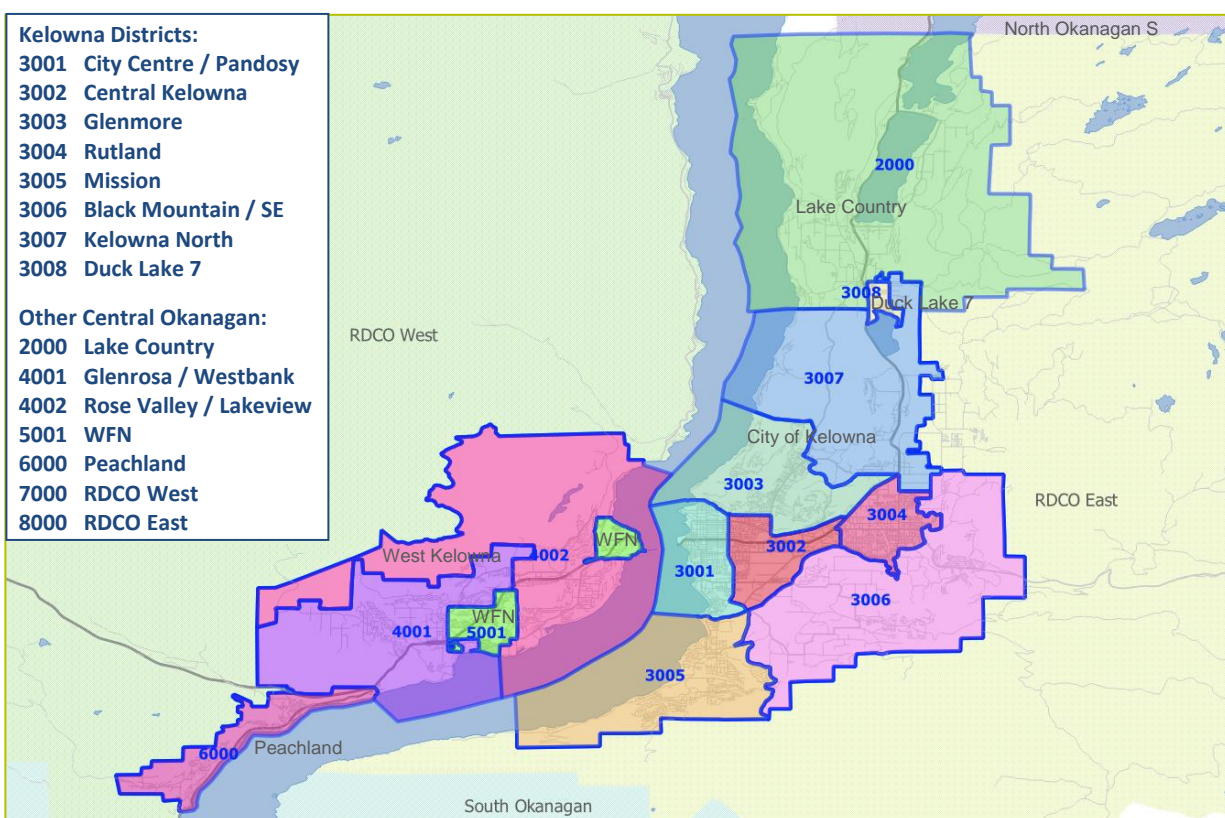 Kelowna Districts:
3001 City Centre / Pandosy
3002 Central Kelowna
3003 Glenmore
3004 Rutland
3005 Mission
3006 Black Mountain / SE
3007 Kelowna North
3008 Duck Lake 7
Other Central Okanagan:
2000 Lake Country
4001 Glenrosa / Westbank
4002 Rose Valley / Lakeview
5001 WFN
6000 Peachland
7000 RDCO West
8000 RDCO East
North Okanagan S
2000
Lake Country
3008
Duck Lake 7
RDCO West
3007
City of Kelowna
3003
RDCO East
3004
WFN
3002
West Kelowna
4002
3001
3006
WFN
4001
5001
3005
Peachland
6000
South Okanagan